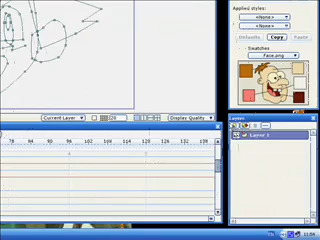 Applied styles:
<None>
<None>
Defaults Copy Paste
Swatches
Face.png
Current Layer
Display Quality
78 84 90 96 102 108 114 120 126 132 138
Layers
Layer 1